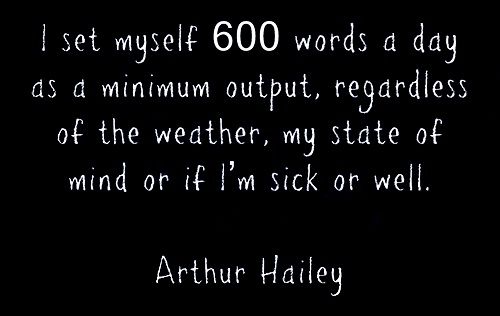 I set myself 600 words a day
as a minimum output, regardless
of the weather, my state of
mind or if I'm sick or well.
Arthur Hailey